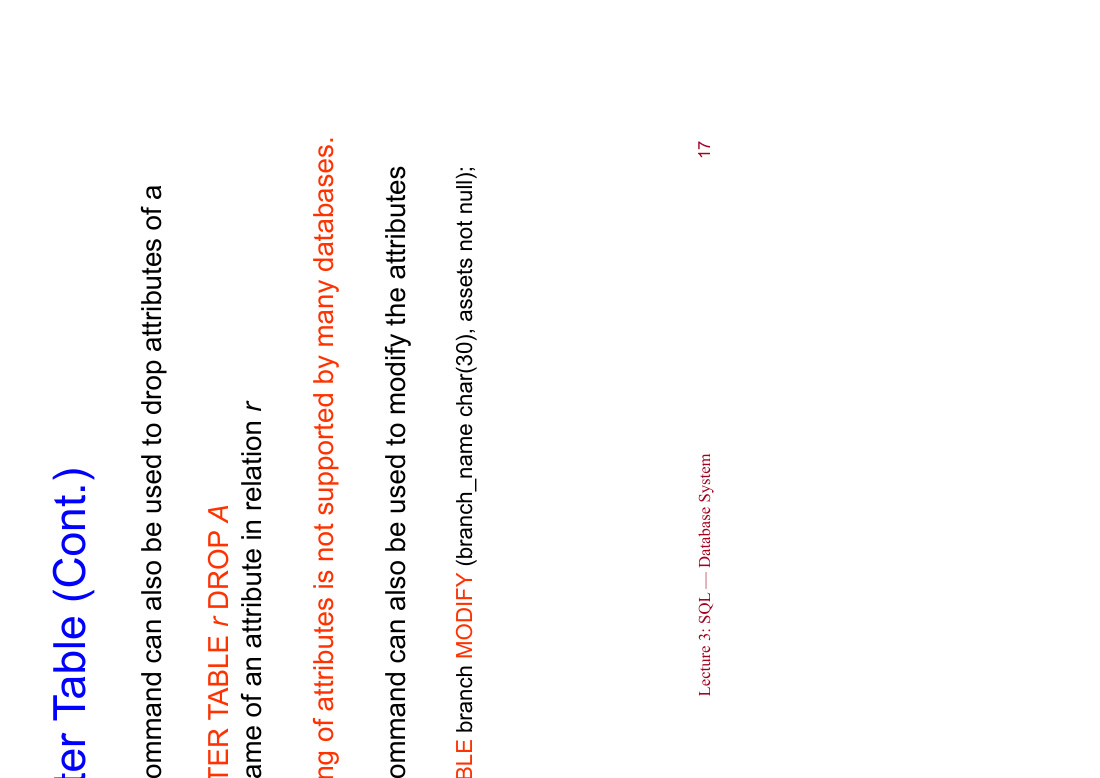 ter Table (Cont.)
ommand can also be used to drop attributes of a
TER TABLE r DROP A
ame of an attribute in relation r
ng of attributes is not supported by many databases.
ommand can also be used to modify the attributes
BLE branch MODIFY (branch_name char(30), assets not null);
Lecture 3: SQL — Database System
17